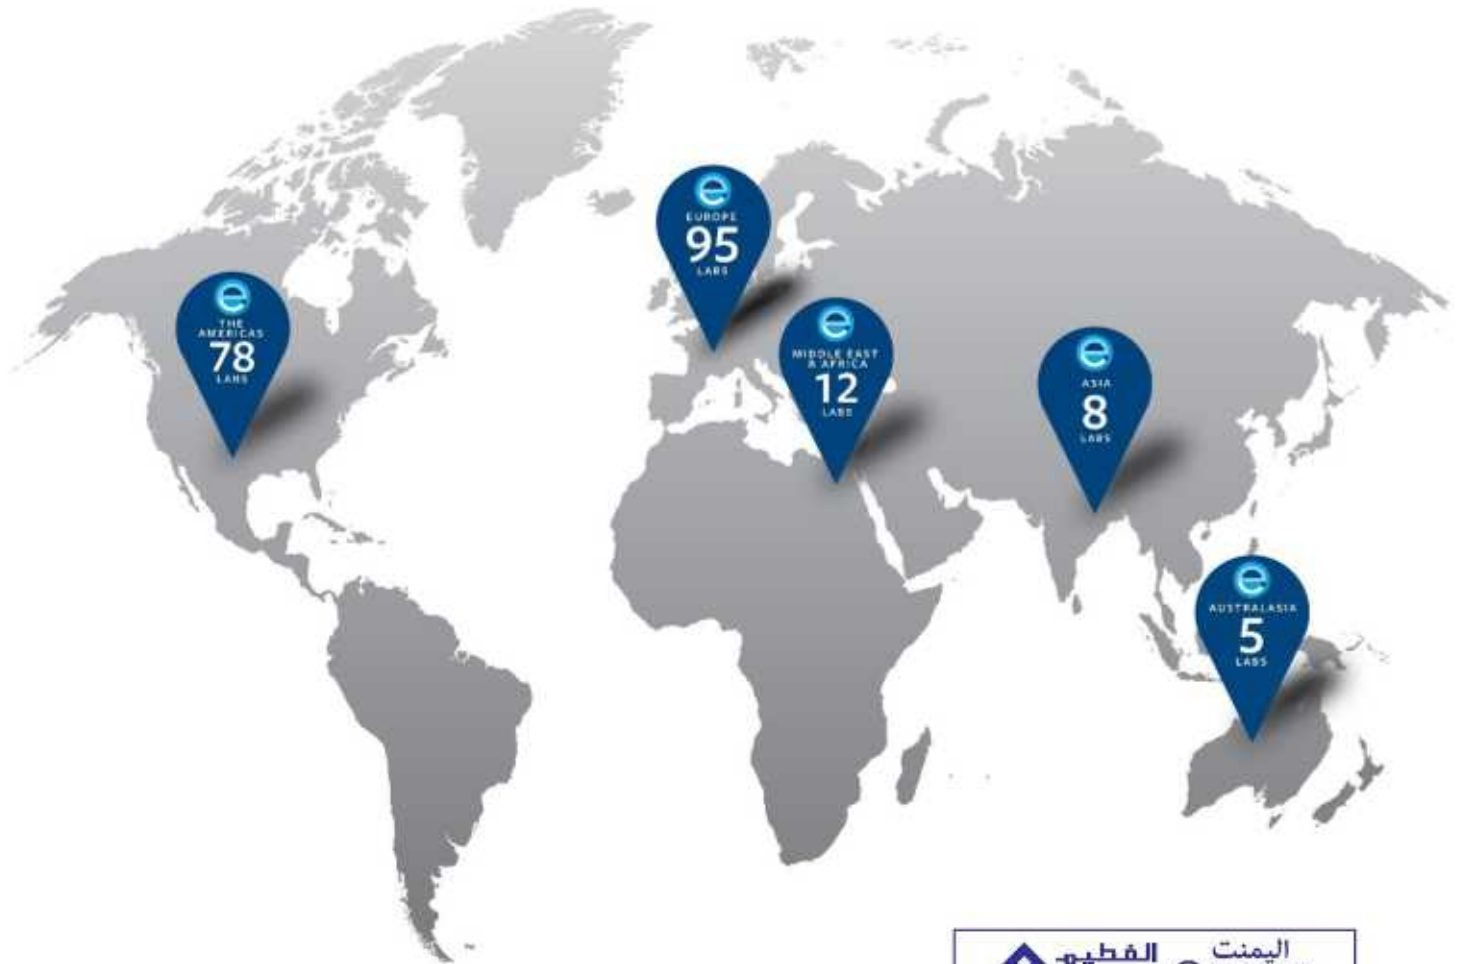 e
EUROPE
95
LABS
e
THE
AMERICAS
78
LABS
e
MIDDLE EAST
& AFRICA
12
LABS
e
ASIA
8
LABS
e
AUSTRALASIA
5
LABS
الفطيم
اليمنت